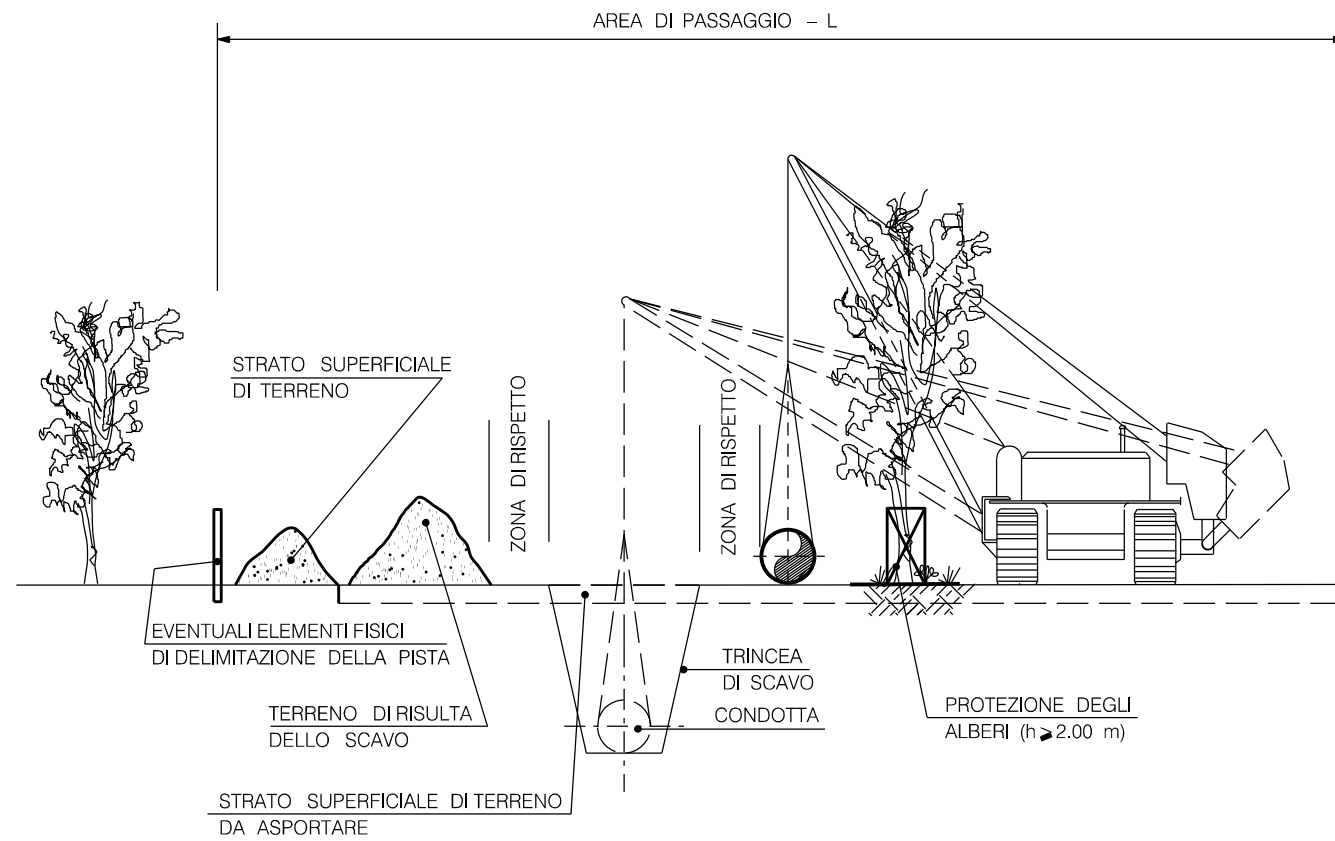 AREA DI PASSAGGIO – L
STRATO SUPERFICIALE
DI TERRENO
ZONA DI RISPETTO
ZONA DI RISPETTO
EVENTUALI ELEMENTI FISICI
DI DELIMITAZIONE DELLA PISTA
TRINCEA
DI SCAVO
CONDOTTA
TERRENO DI RISULTA
DELLO SCAVO
PROTEZIONE DEGLI
ALBERI (h ⩾ 2.00 m)
STRATO SUPERFICIALE DI TERRENO
DA ASPORTARE